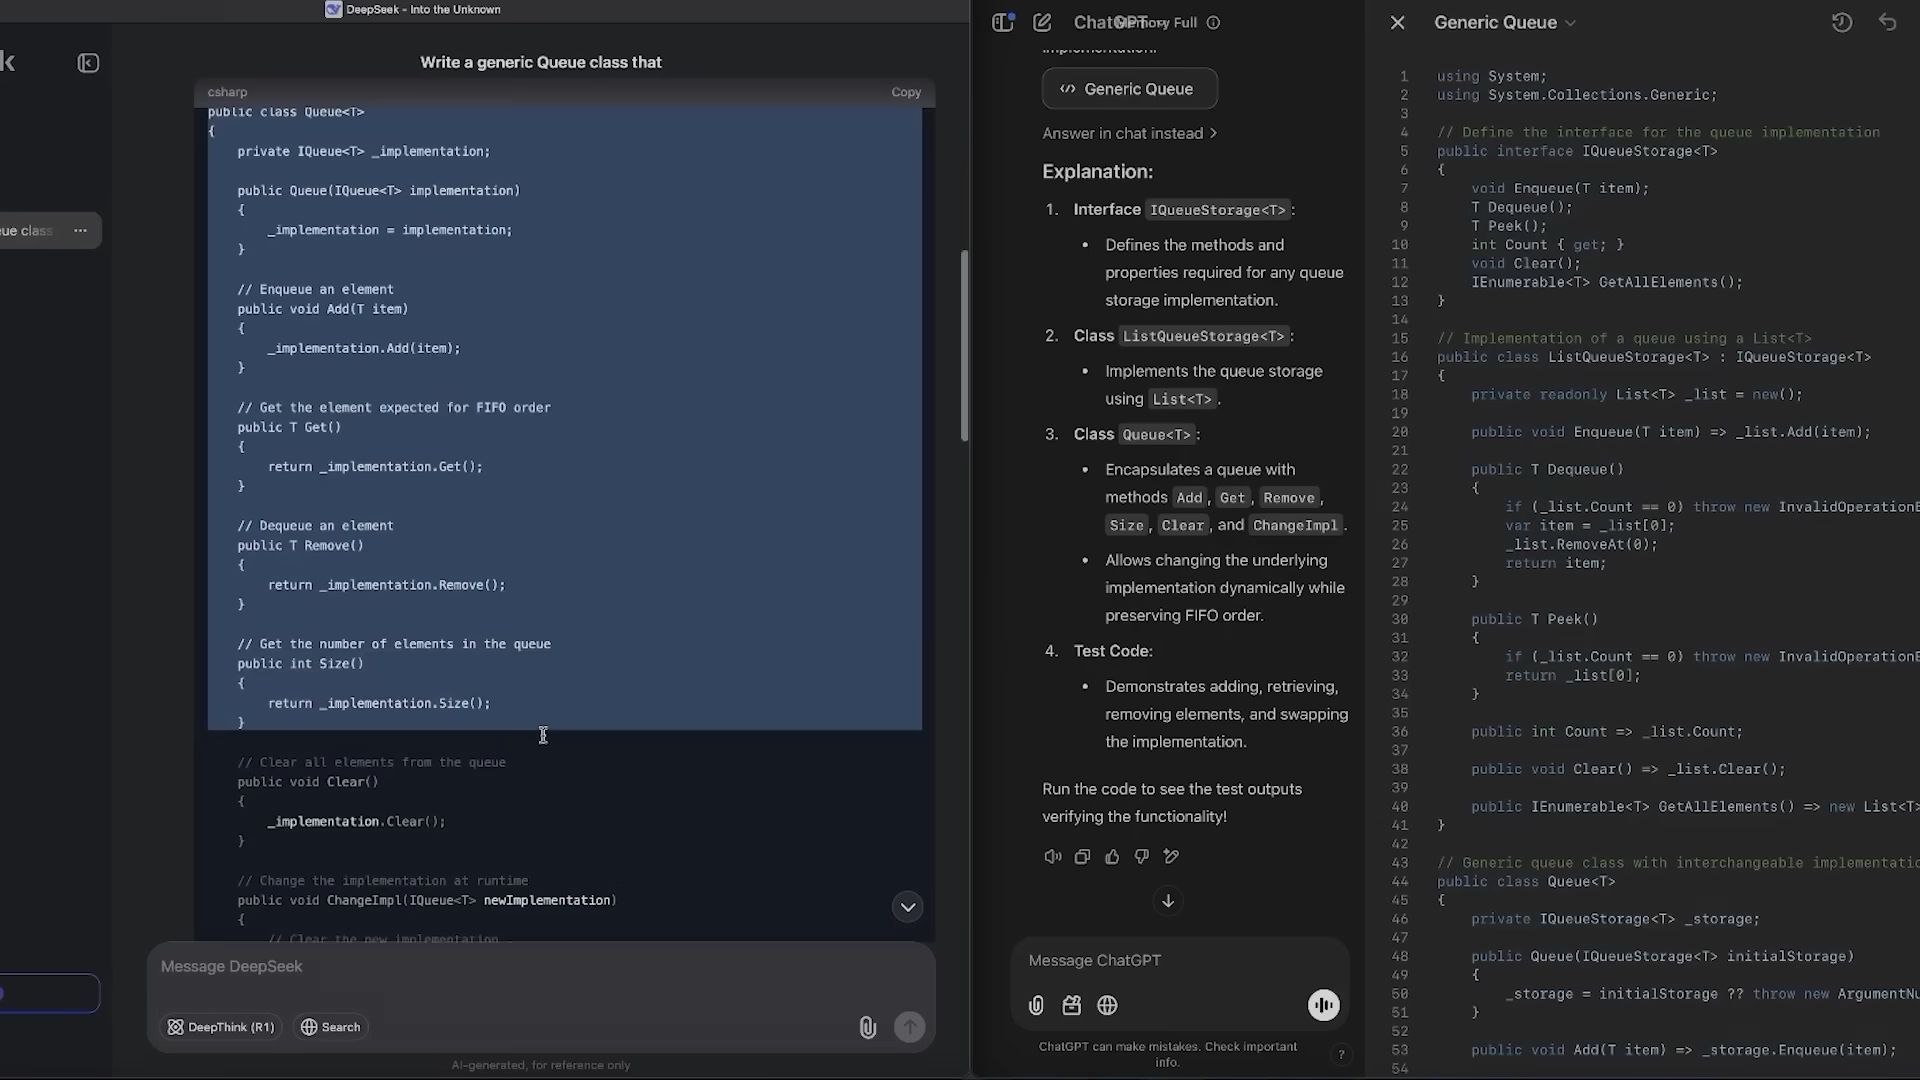 DeepSeek - Into the Unknown
k
ue class
Write a generic Queue class that
csharp
Copy
public class Queue<T>
{
private IQueue<T> _implementation;
public Queue(IQueue<T> implementation)
{
_implementation = implementation;
}
// Enqueue an element
public void Add(T item)
{
_implementation.Add(item);
}
// Get the element expected for FIFO order
public T Get()
{
return _implementation.Get();
}
// Dequeue an element
public T Remove()
{
return _implementation.Remove();
}
// Get the number of elements in the queue
public int Size()
{
return _implementation.Size();
}
// Clear all elements from the queue
public void Clear()
{
_implementation.Clear();
}
// Change the implementation at runtime
public void ChangeImpl(IQueue<T> newImplementation)
{
// Clear the new implementation
Message DeepSeek
DeepThink (R1)
Search
AI-generated, for reference only
ChatGPT
Memory Full
implementation.
Generic Queue
Answer in chat instead >
Explanation:
1. Interface IQueueStorage<T>:
• Defines the methods and
properties required for any queue
storage implementation.
2. Class ListQueueStorage<T>:
• Implements the queue storage
using List<T>.
3. Class Queue<T>:
• Encapsulates a queue with
methods Add, Get, Remove,
Size, Clear, and ChangeImpl.
• Allows changing the underlying
implementation dynamically while
preserving FIFO order.
4. Test Code:
• Demonstrates adding, retrieving,
removing elements, and swapping
the implementation.
Run the code to see the test outputs
verifying the functionality!
Message ChatGPT
ChatGPT can make mistakes. Check important
info.
?
Generic Queue
1 using System;
2 using System.Collections.Generic;
3
4 // Define the interface for the queue implementation
5 public interface IQueueStorage<T>
6 {
7 void Enqueue(T item);
8 T Dequeue();
9 T Peek();
10 int Count { get; }
11 void Clear();
12 IEnumerable<T> GetAllElements();
13 }
14
15 // Implementation of a queue using a List<T>
16 public class ListQueueStorage<T> : IQueueStorage<T>
17 {
18 private readonly List<T> _list = new();
19
20 public void Enqueue(T item) => _list.Add(item);
21
22 public T Dequeue()
23 {
24 if (_list.Count == 0) throw new InvalidOperationE
25 var item = _list[0];
26 _list.RemoveAt(0);
27 return item;
28 }
29
30 public T Peek()
31 {
32 if (_list.Count == 0) throw new InvalidOperationE
33 return _list[0];
34 }
35
36 public int Count => _list.Count;
37
38 public void Clear() => _list.Clear();
39
40 public IEnumerable<T> GetAllElements() => new List<T>
41 }
42
43 // Generic queue class with interchangeable implementatio
44 public class Queue<T>
45 {
46 private IQueueStorage<T> _storage;
47
48 public Queue(IQueueStorage<T> initialStorage)
49 {
50 _storage = initialStorage ?? throw new ArgumentNu
51 }
52
53 public void Add(T item) => _storage.Enqueue(item);
54